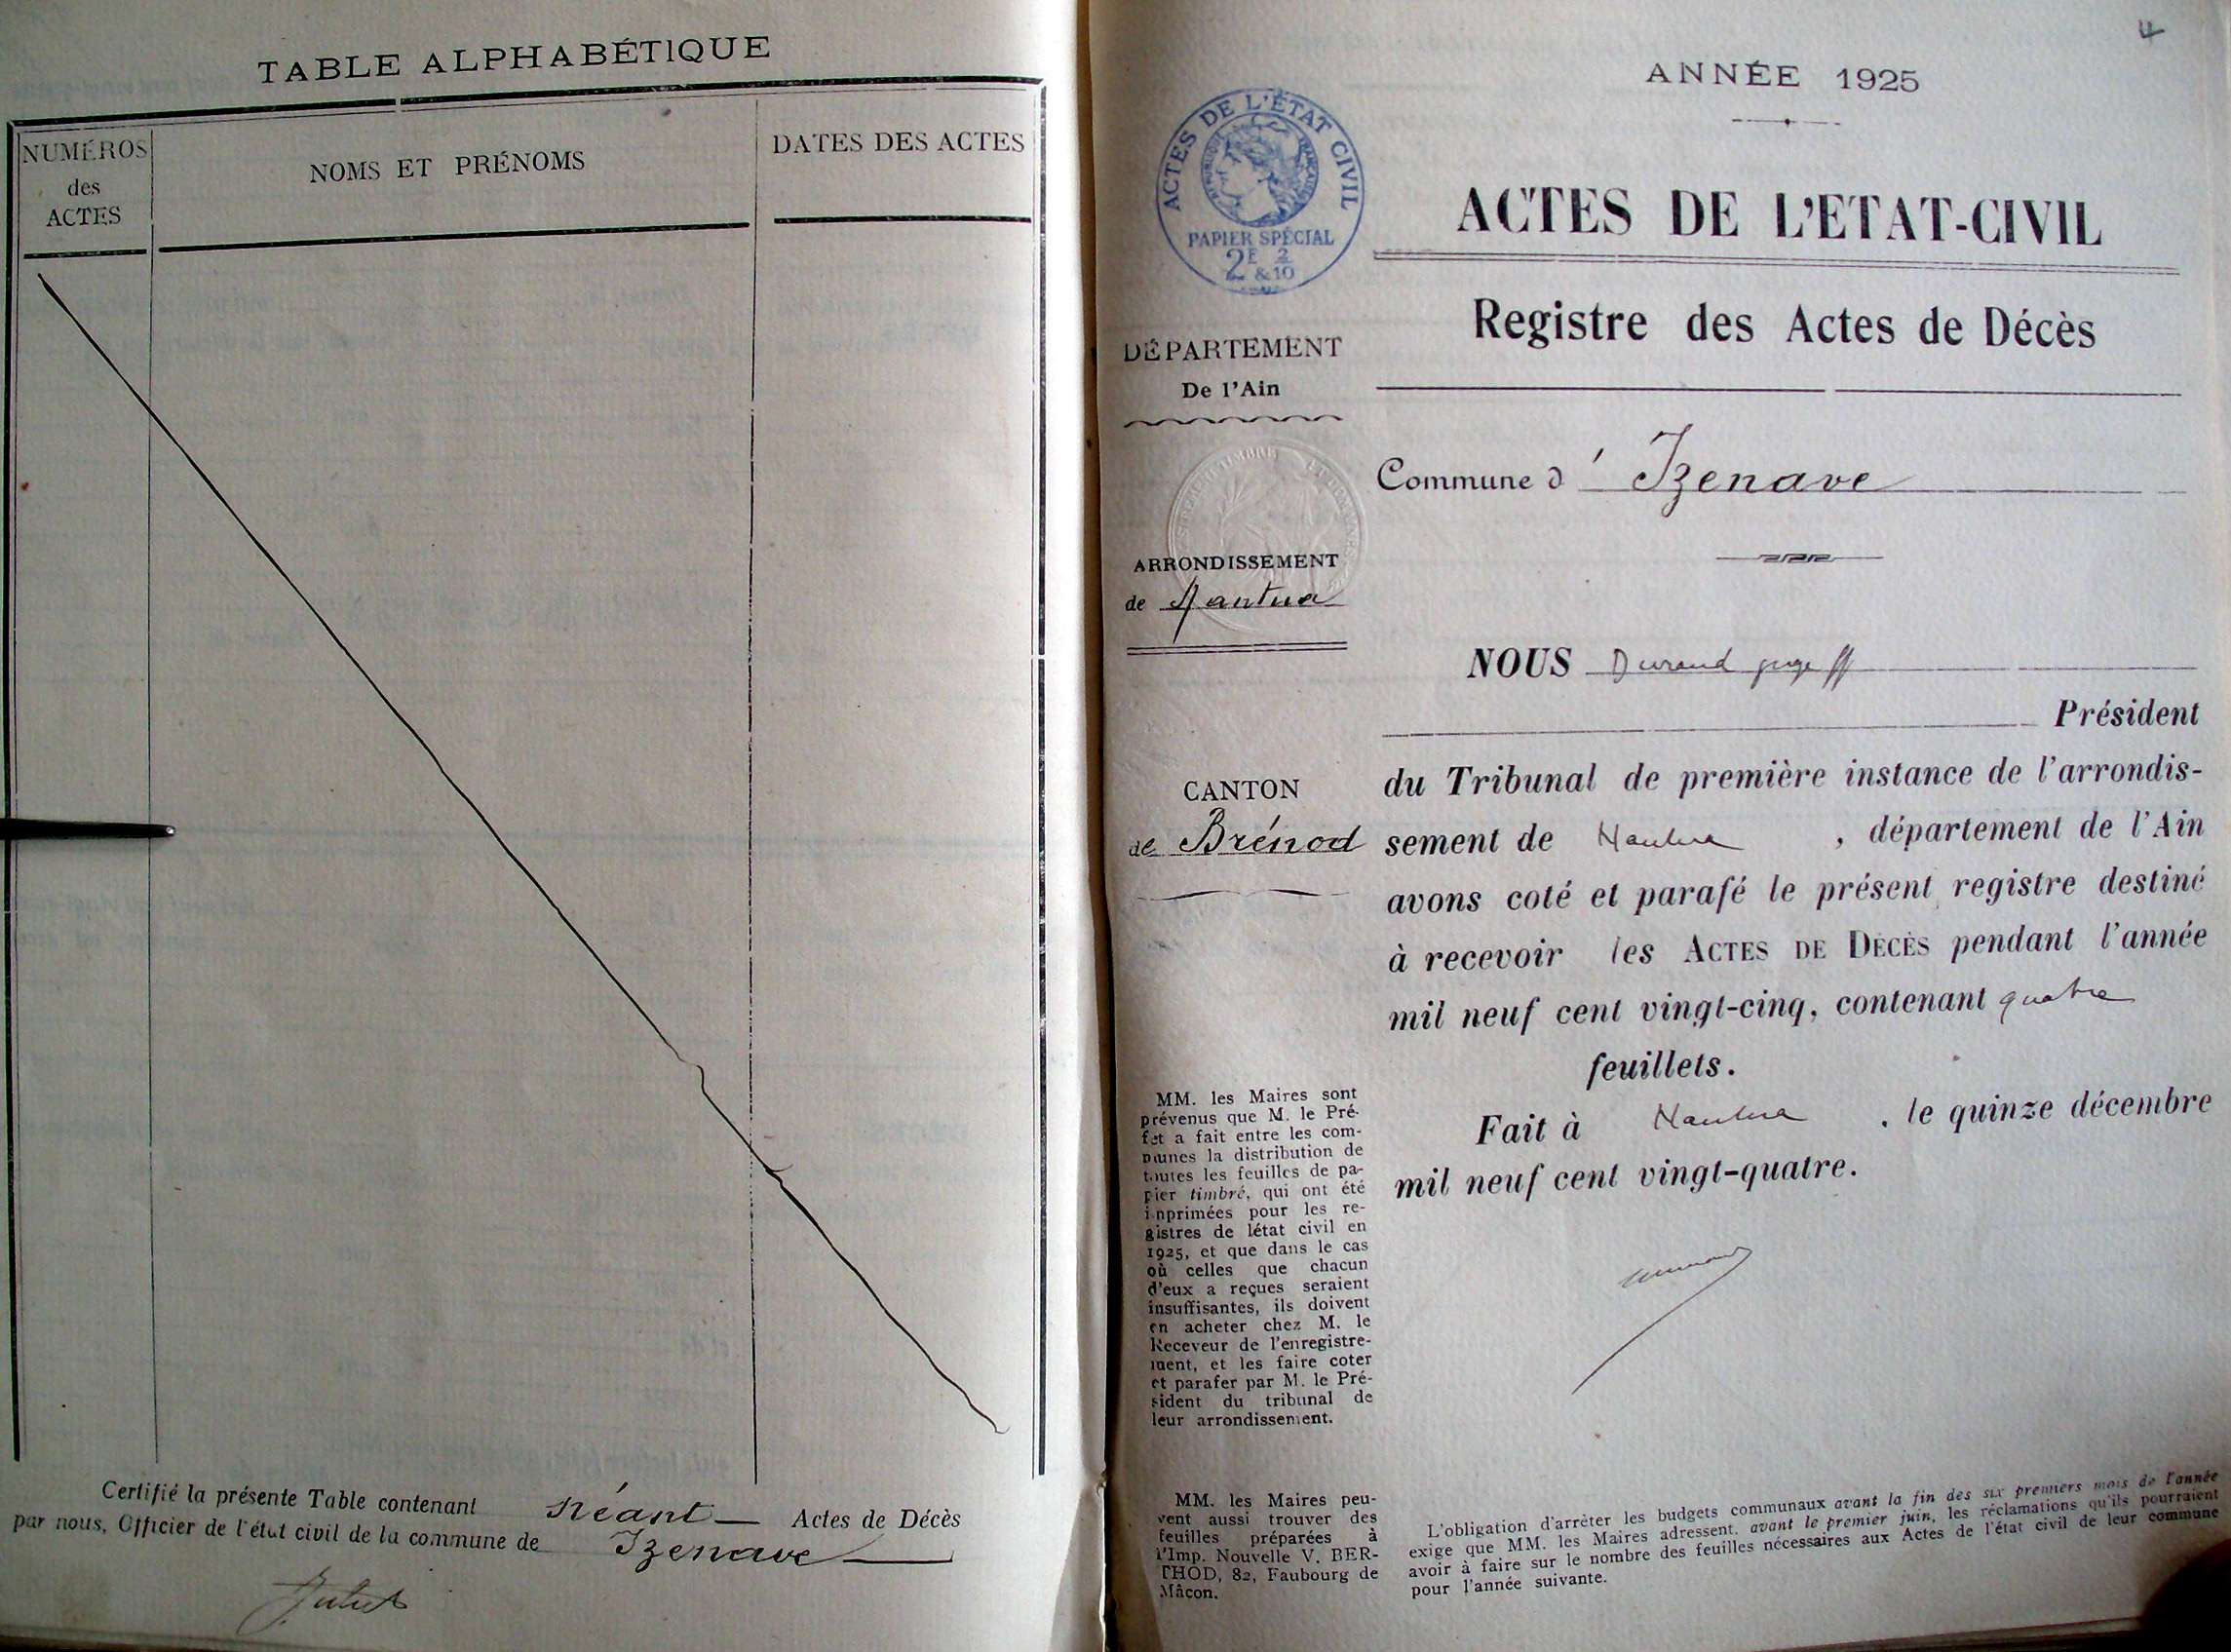 TABLE ALPHABÉTIQUE
NUMÉROS
des
ACTES
NOMS ET PRÉNOMS
DATES DES ACTES
Certifié la présente Table contenant Néant Actes de Décès
par nous, Officier de l'état civil de la commune de Izenave
ANNÉE 1925
ACTES DE L'ÉTAT CIVIL
PAPIER SPÉCIAL
2F 2
& 10
ACTES DE L'ETAT-CIVIL
Registre des Actes de Décès
DÉPARTEMENT
De l'Ain
Commune d' Izenave
ARRONDISSEMENT
de Nantua
CANTON
de Brénod
NOUS Durand juge ff
Président
du Tribunal de première instance de l'arrondis-
sement de Nantua, département de l'Ain
avons coté et parafé le présent registre destiné
à recevoir les ACTES DE DÉCÈS pendant l'année
mil neuf cent vingt-cinq, contenant quatre
feuillets.
Fait à Nantua, le quinze décembre
mil neuf cent vingt-quatre.
MM. les Maires sont
prévenus que M. le Pré-
fet a fait entre les com-
munes la distribution de
toutes les feuilles de pa-
pier timbré, qui ont été
imprimées pour les re-
gistres de létat civil en
1925, et que dans le cas
où celles que chacun
d'eux a reçues seraient
insuffisantes, ils doivent
en acheter chez M. le
Receveur de l'enregistre-
ment, et les faire coter
et parafer par M. le Pré-
sident du tribunal de
leur arrondissement.
MM. les Maires peu-
vent aussi trouver des
feuilles préparées à
l'Imp. Nouvelle V. BER-
THOD, 82, Faubourg de
Mâcon.
L'obligation d'arrêter les budgets communaux avant la fin des six premiers mois de l'année
exige que MM. les Maires adressent, avant le premier juin, les réclamations qu'ils pourraient
avoir à faire sur le nombre des feuilles nécessaires aux Actes de l'état civil de leur commune
pour l'année suivante.